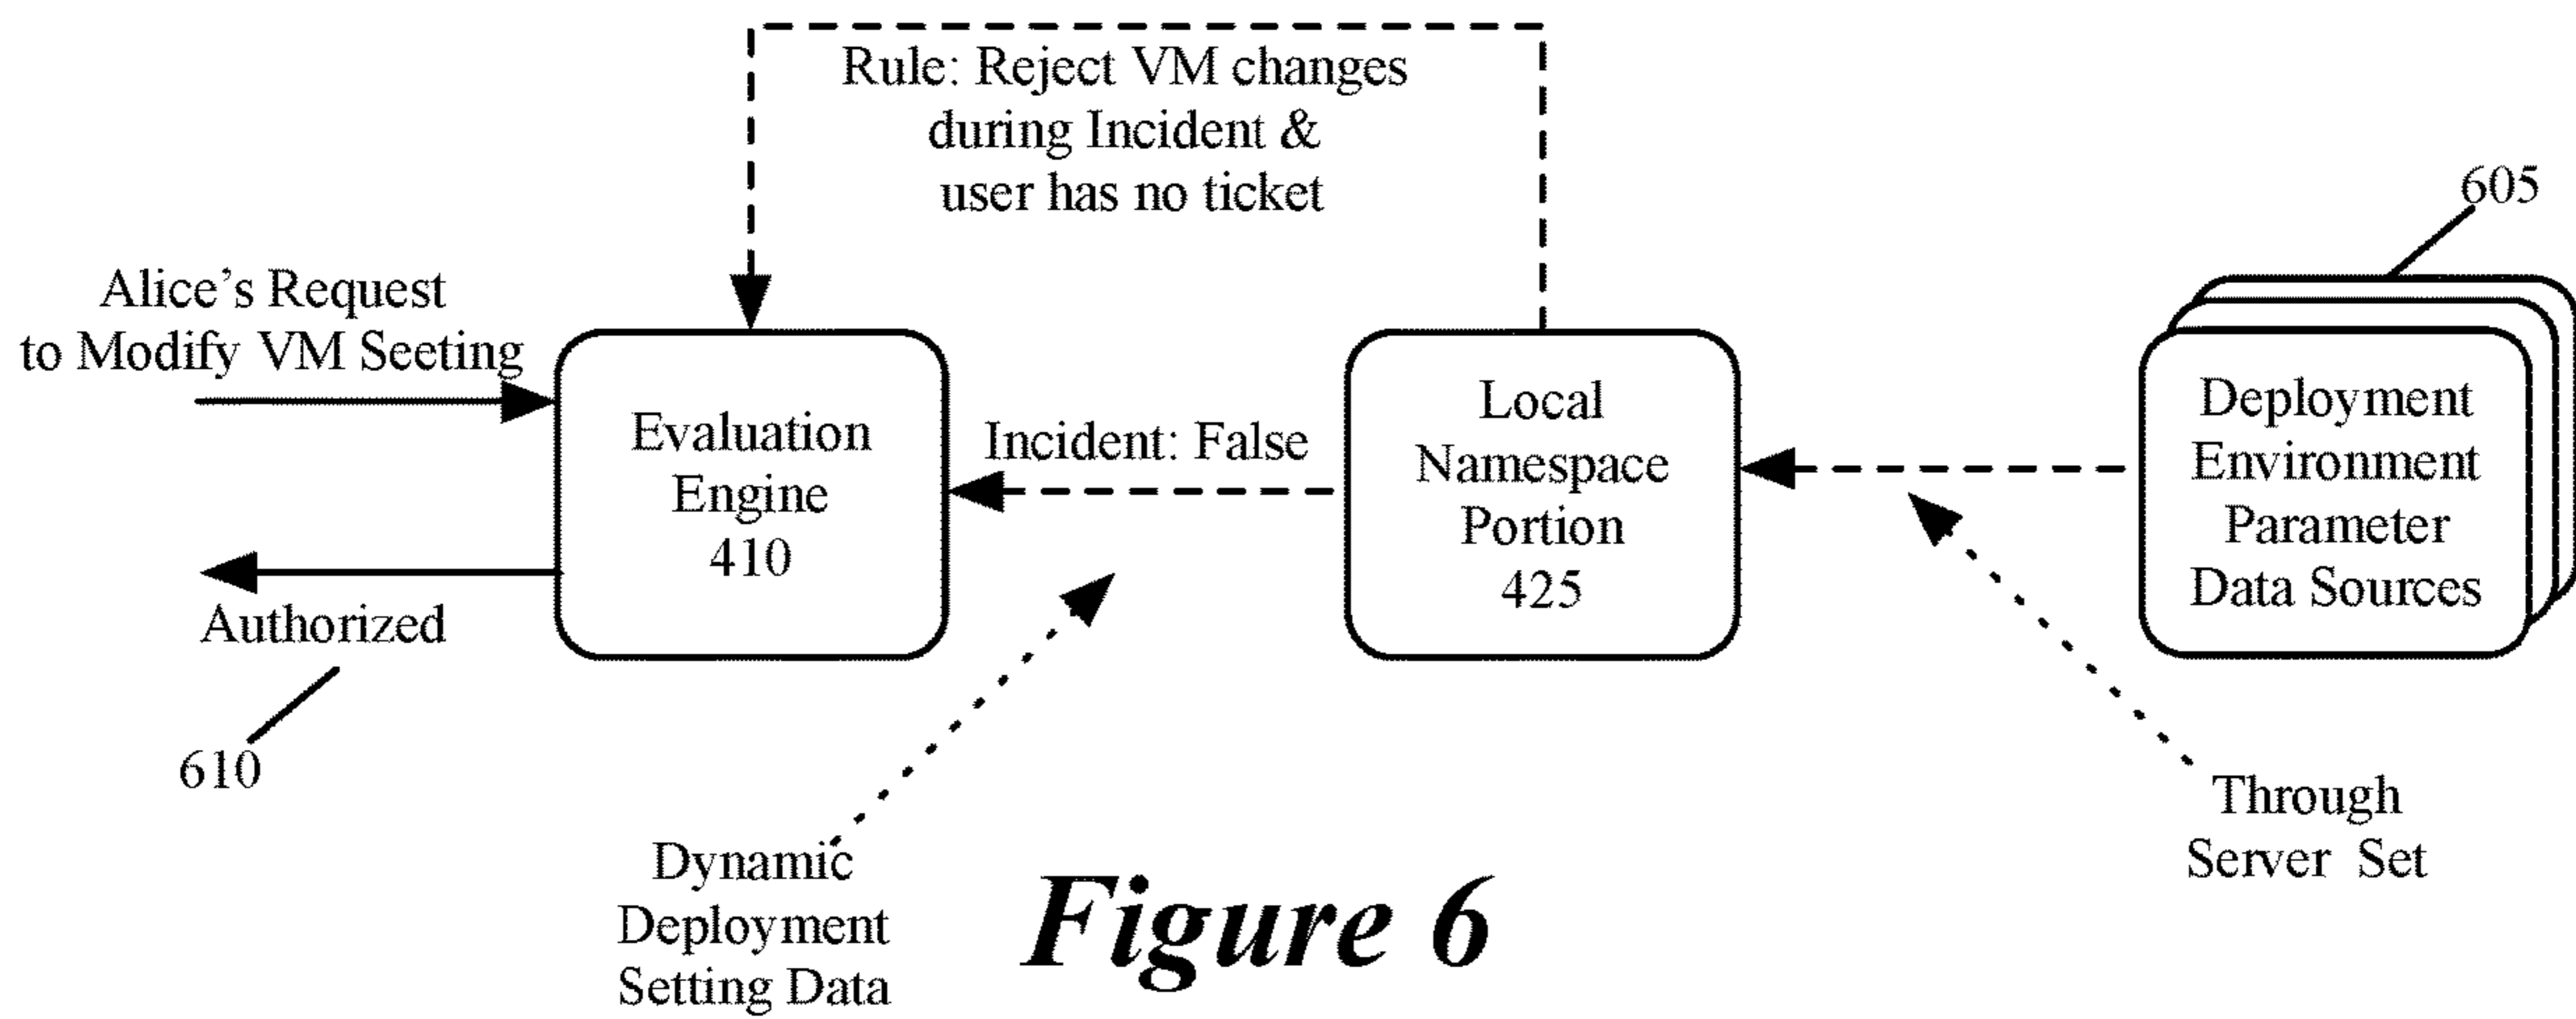 Rule: Reject VM changes
during Incident &
user has no ticket
605
Alice's Request
to Modify VM Seeting
Evaluation
Engine
410
Incident: False
Local
Namespace
Portion
425
Deployment
Environment
Parameter
Data Sources
Authorized
610
Dynamic
Deployment
Setting Data
Through
Server Set
Figure 6